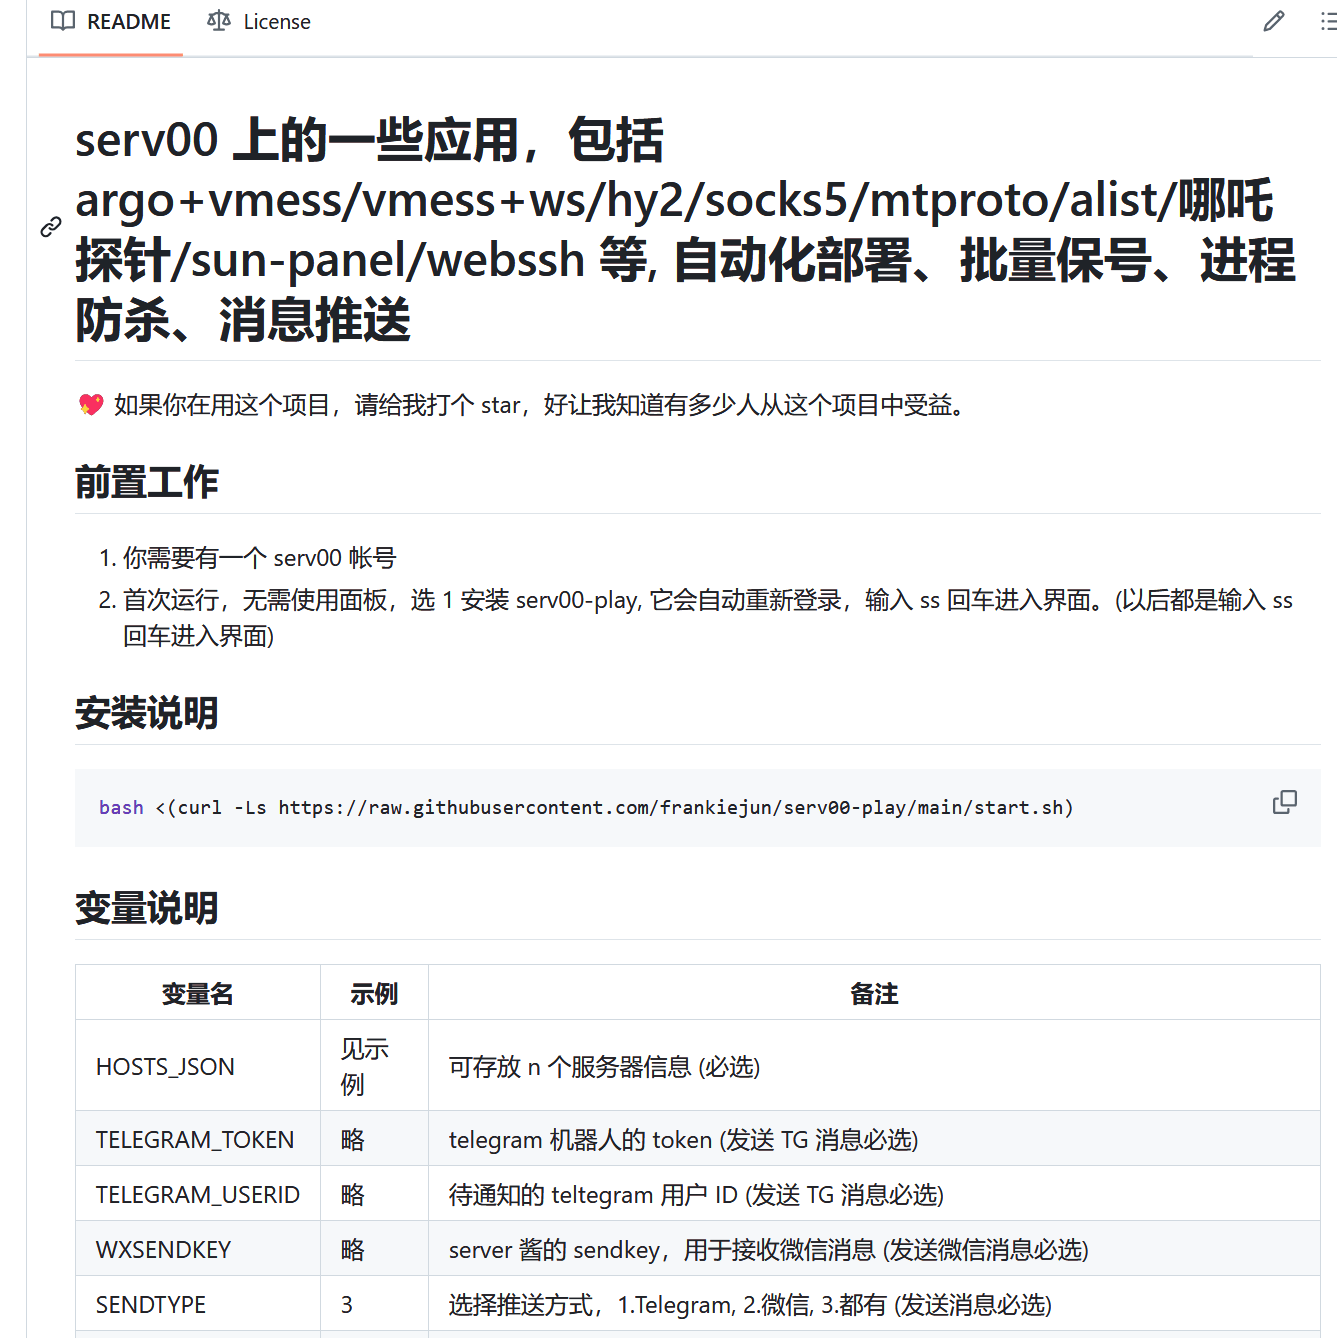 README License
serv00 上的一些应用，包括
argo+vmess/vmess+ws/hy2/socks5/mtproto/alist/哪吒
探针/sun-panel/webssh 等, 自动化部署、批量保号、进程
防杀、消息推送
💖 如果你在用这个项目，请给我打个 star，好让我知道有多少人从这个项目中受益。
前置工作
1. 你需要有一个 serv00 帐号
2. 首次运行，无需使用面板，选 1 安装 serv00-play, 它会自动重新登录，输入 ss 回车进入界面。(以后都是输入 ss
回车进入界面)
安装说明
bash <(curl -Ls https://raw.githubusercontent.com/frankiejun/serv00-play/main/start.sh)
变量说明
变量名 示例 备注
HOSTS_JSON 见示例 可存放 n 个服务器信息 (必选)
TELEGRAM_TOKEN 略 telegram 机器人的 token (发送 TG 消息必选)
TELEGRAM_USERID 略 待通知的 teltegram 用户 ID (发送 TG 消息必选)
WXSENDKEY 略 server 酱的 sendkey，用于接收微信消息 (发送微信消息必选)
SENDTYPE 3 选择推送方式，1.Telegram, 2.微信, 3.都有 (发送消息必选)